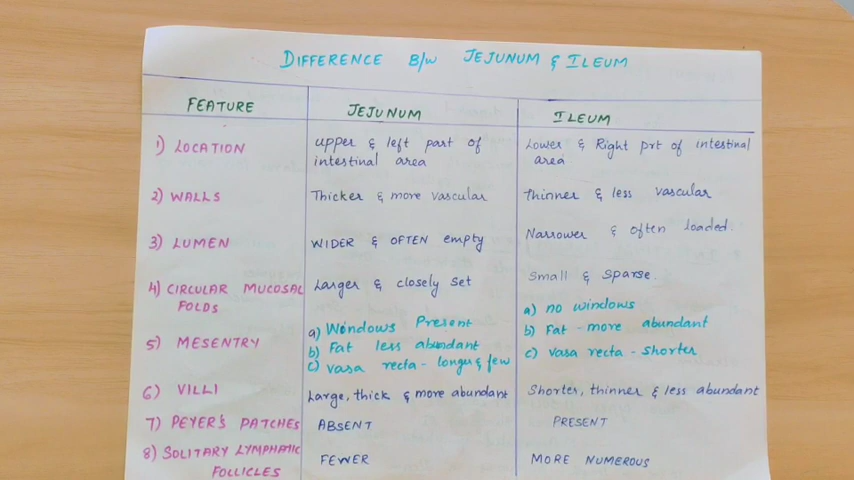 DIFFERENCE B/W JEJUNUM & ILEUM
FEATURE JEJUNUM ILEUM
1) LOCATION upper & left part of intestinal area Lower & Right prt of intestinal area
2) WALLS Thicker & more vascular thinner & less vascular
3) LUMEN WIDER & OFTEN empty Narrower & often loaded.
4) CIRCULAR MUCOSAL FOLDS Larger & closely set Small & sparse.
5) MESENTRY
a) Windows Present
b) Fat less abundant
c) vasa recta - longer & few
a) no windows
b) Fat - more abundant
c) vasa recta - shorter
6) VILLI Large, thick & more abundant Shorter, thinner & less abundant
7) PEYER'S PATCHES ABSENT PRESENT
8) SOLITARY LYMPHATIC FOLLICLES FEWER MORE NUMEROUS